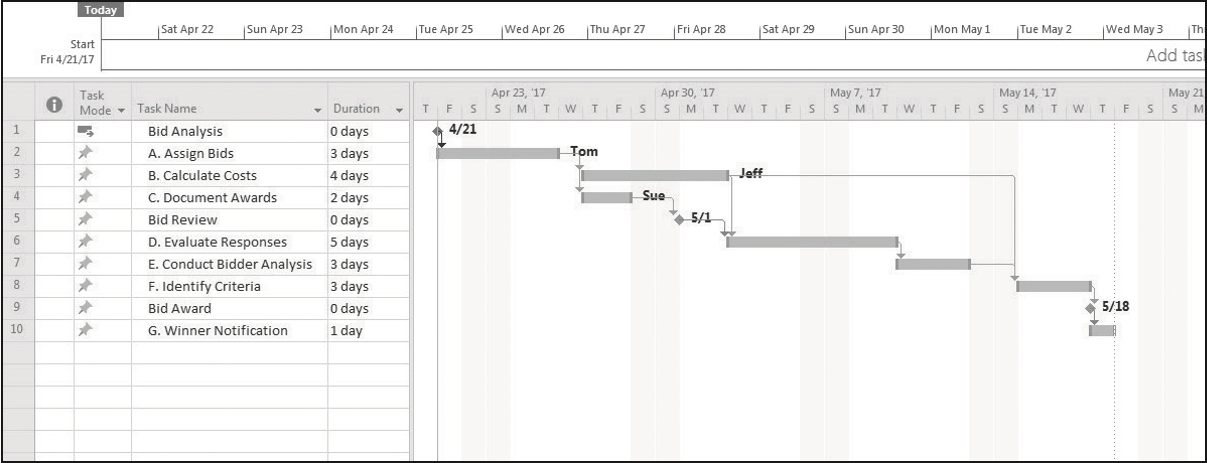 Today
Sat Apr 22 Sun Apr 23 Mon Apr 24 Tue Apr 25 Wed Apr 26 Thu Apr 27 Fri Apr 28 Sat Apr 29 Sun Apr 30 Mon May 1 Tue May 2 Wed May 3 Th
Start
Fri 4/21/17
Add tas
Task Mode Task Name Duration
Apr 23, '17 Apr 30, '17 May 7, '17 May 14, '17 May 21
T F S S M T W T F S S M T W T F S S M T W T F S S M T W T F S S M
1 Bid Analysis 0 days 4/21
2 A. Assign Bids 3 days Tom
3 B. Calculate Costs 4 days Jeff
4 C. Document Awards 2 days Sue
5 Bid Review 0 days 5/1
6 D. Evaluate Responses 5 days
7 E. Conduct Bidder Analysis 3 days
8 F. Identify Criteria 3 days
9 Bid Award 0 days 5/18
10 G. Winner Notification 1 day